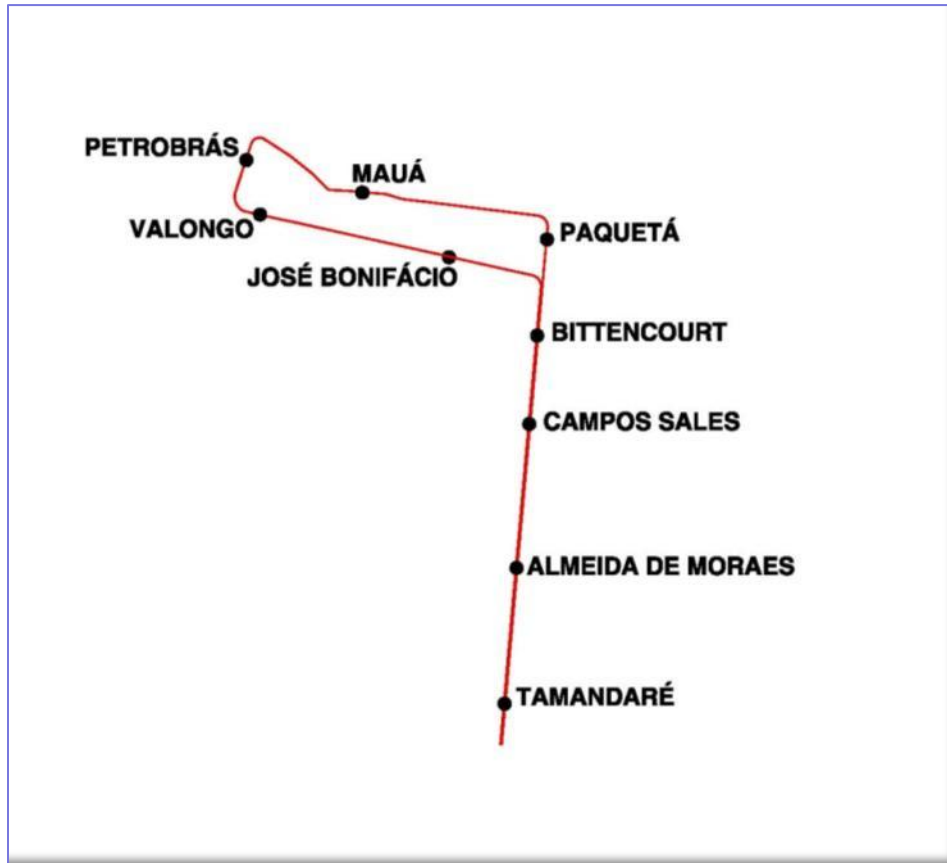 PETROBRÁS
MAUÁ
VALONGO
PAQUETÁ
JOSÉ BONIFÁCIO
BITTENCOURT
CAMPOS SALES
ALMEIDA DE MORAES
TAMANDARÉ